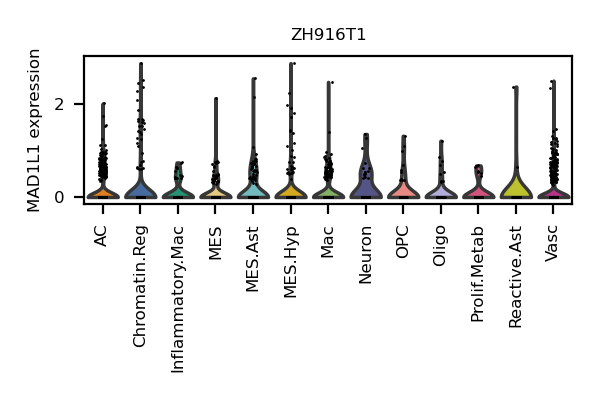 ZH916T1
MAD1L1 expression
2
0
AC
Chromatin.Reg
Inflammatory.Mac
MES
MES.Ast
MES.Hyp
Mac
Neuron
OPC
Oligo
Prolif.Metab
Reactive.Ast
Vasc